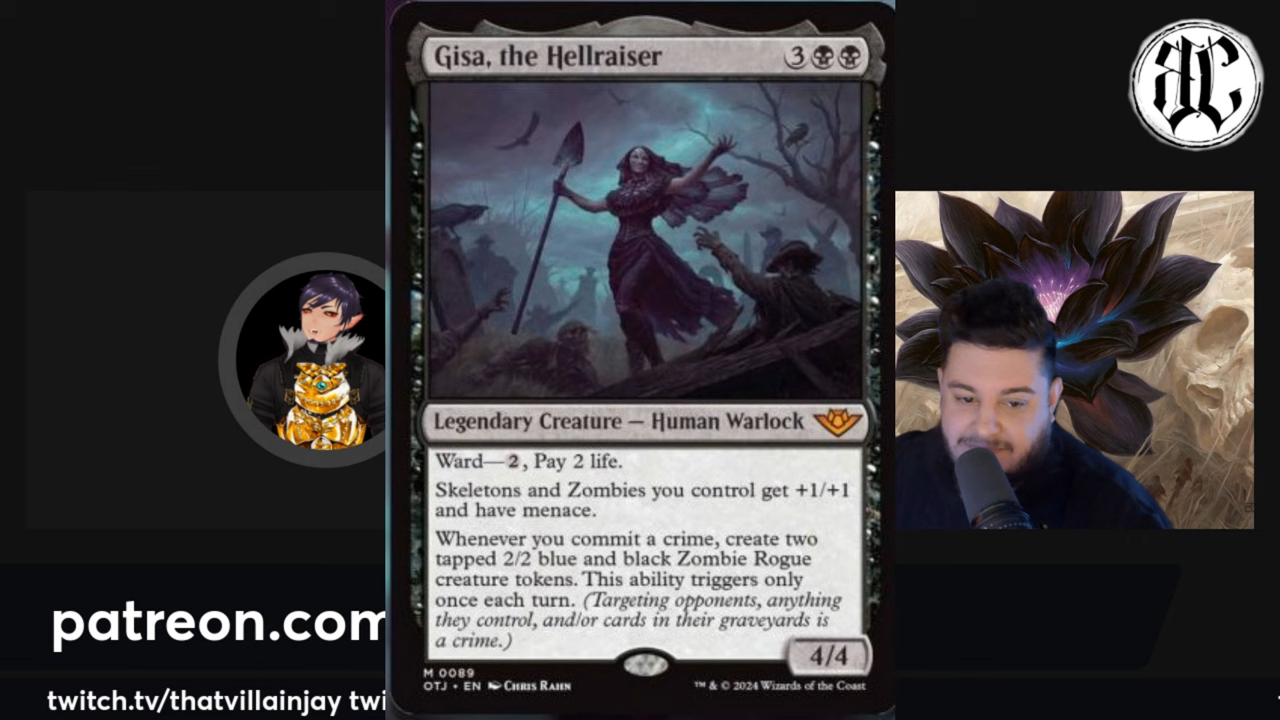 Gisa, the Hellraiser 3
Legendary Creature — Human Warlock
Ward—2, Pay 2 life.
Skeletons and Zombies you control get +1/+1
and have menace.
Whenever you commit a crime, create two
tapped 2/2 blue and black Zombie Rogue
creature tokens. This ability triggers only
once each turn. (Targeting opponents, anything
they control, and/or cards in their graveyards is
a crime.)
4/4
M 0089
OTJ • EN Chris Rahn
™ & © 2024 Wizards of the Coast
patreon.com
twitch.tv/thatvillainjay twi